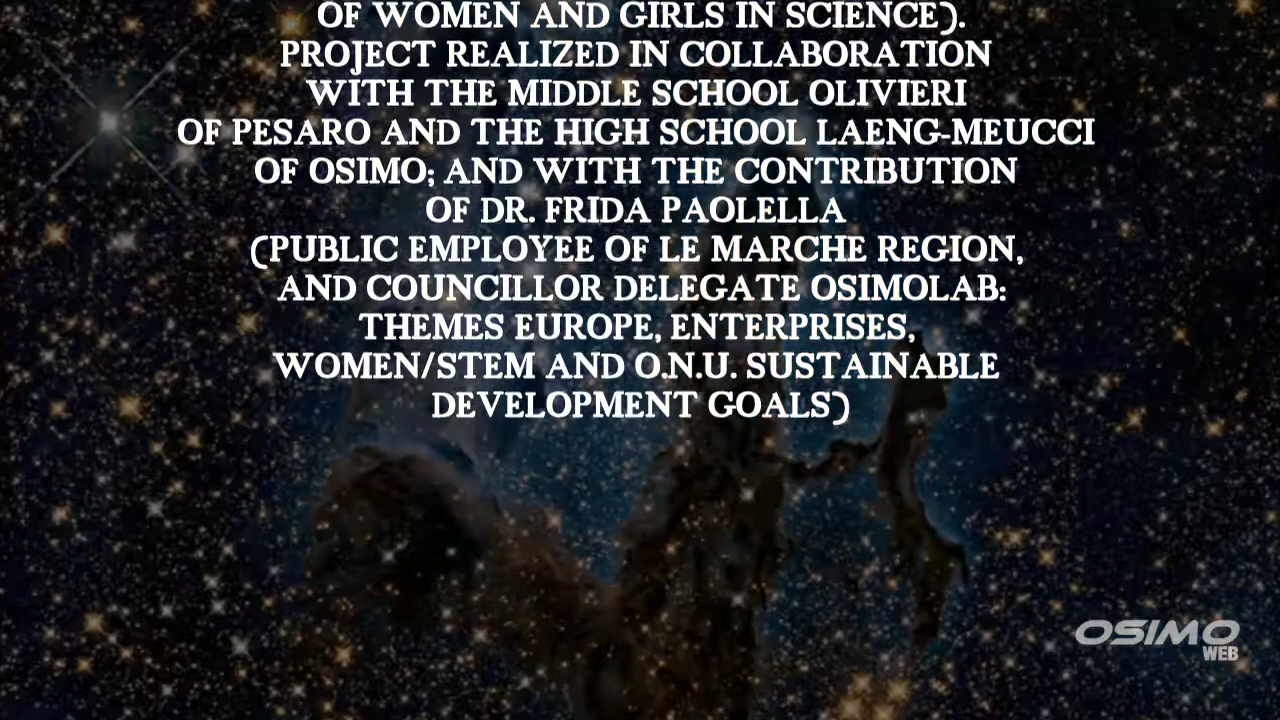 OF WOMEN AND GIRLS IN SCIENCE).
PROJECT REALIZED IN COLLABORATION
WITH THE MIDDLE SCHOOL OLIVIERI
OF PESARO AND THE HIGH SCHOOL LAENG-MEUCCI
OF OSIMO; AND WITH THE CONTRIBUTION
OF DR. FRIDA PAOLELLA
(PUBLIC EMPLOYEE OF LE MARCHE REGION,
AND COUNCILLOR DELEGATE OSIMOLAB:
THEMES EUROPE, ENTERPRISES,
WOMEN/STEM AND O.N.U. SUSTAINABLE
DEVELOPMENT GOALS)
OSIMO
WEB